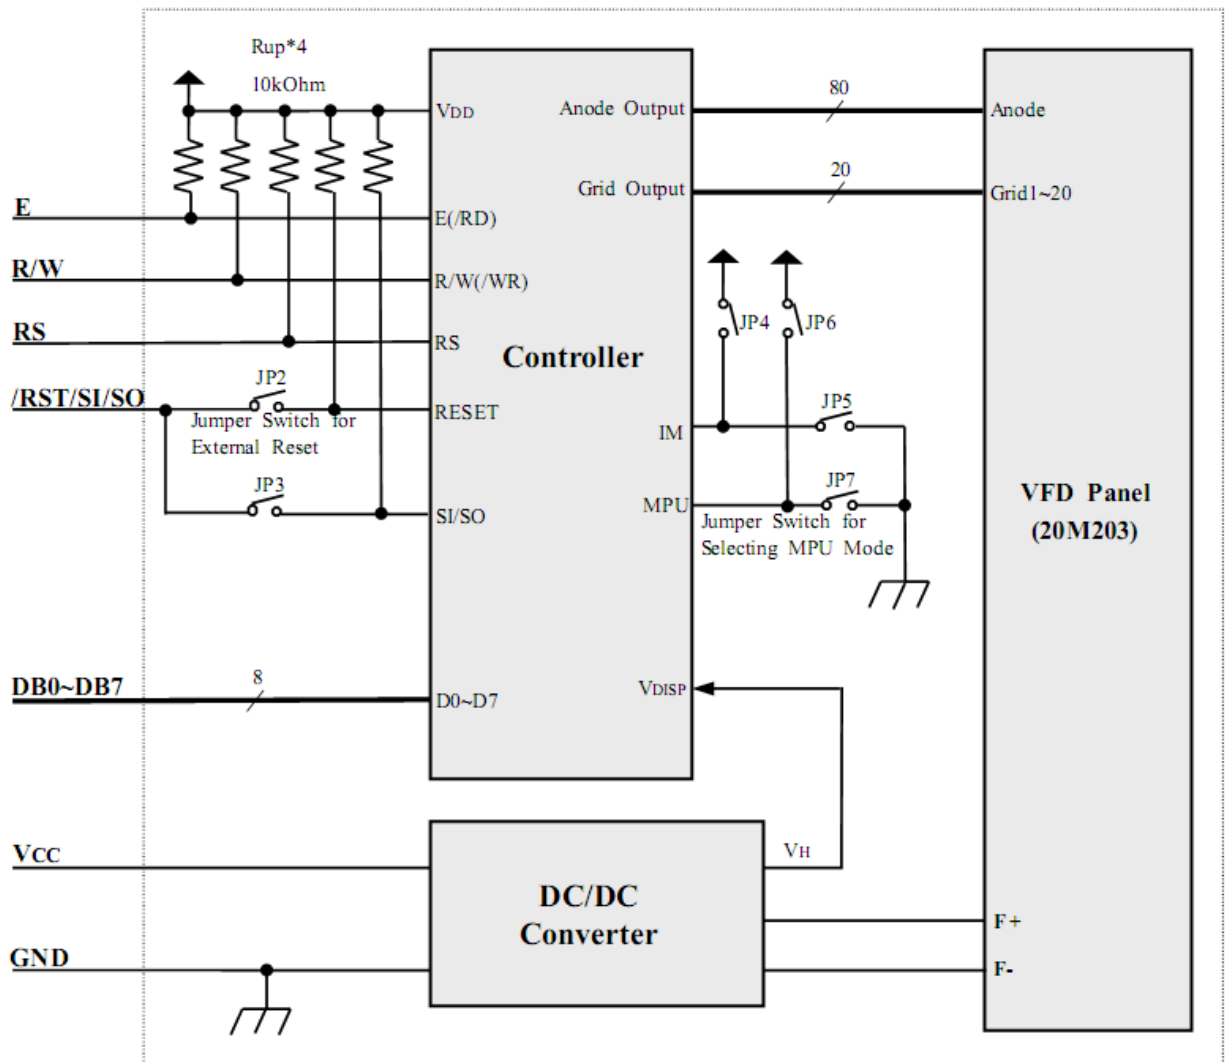 Rup*4
10kOhm
VDD
Anode Output
80
Anode
Grid Output
20
Grid1~20
E
E(/RD)
R/W
R/W(/WR)
RS
RS
Controller
JP4
JP6
/RST/SI/SO
JP2
RESET
Jumper Switch for
External Reset
IM
JP5
JP3
SI/SO
MPU
JP7
Jumper Switch for
Selecting MPU Mode
VFD Panel
(20M203)
DB0~DB7
8
D0~D7
VDISP
VCC
VH
DC/DC
Converter
F+
GND
F-